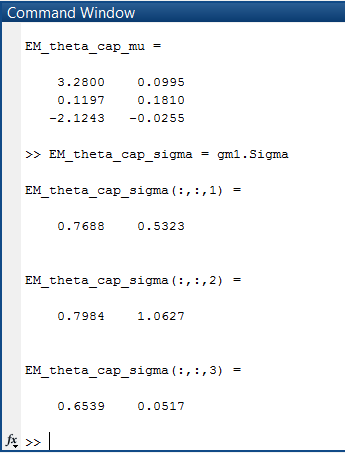 Command Window
EM_theta_cap_mu =
3.2800 0.0995
0.1197 0.1810
-2.1243 -0.0255
>> EM_theta_cap_sigma = gm1.Sigma
EM_theta_cap_sigma(:,:,1) =
0.7688 0.5323
EM_theta_cap_sigma(:,:,2) =
0.7984 1.0627
EM_theta_cap_sigma(:,:,3) =
0.6539 0.0517
fx >>